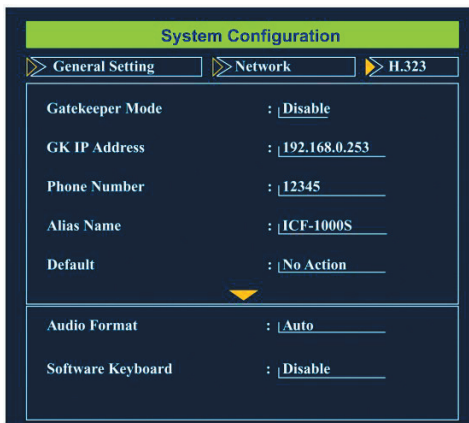 System Configuration
General Setting Network H.323
Gatekeeper Mode : Disable
GK IP Address : 192.168.0.253
Phone Number : 12345
Alias Name : ICF-1000S
Default : No Action
Audio Format : Auto
Software Keyboard : Disable